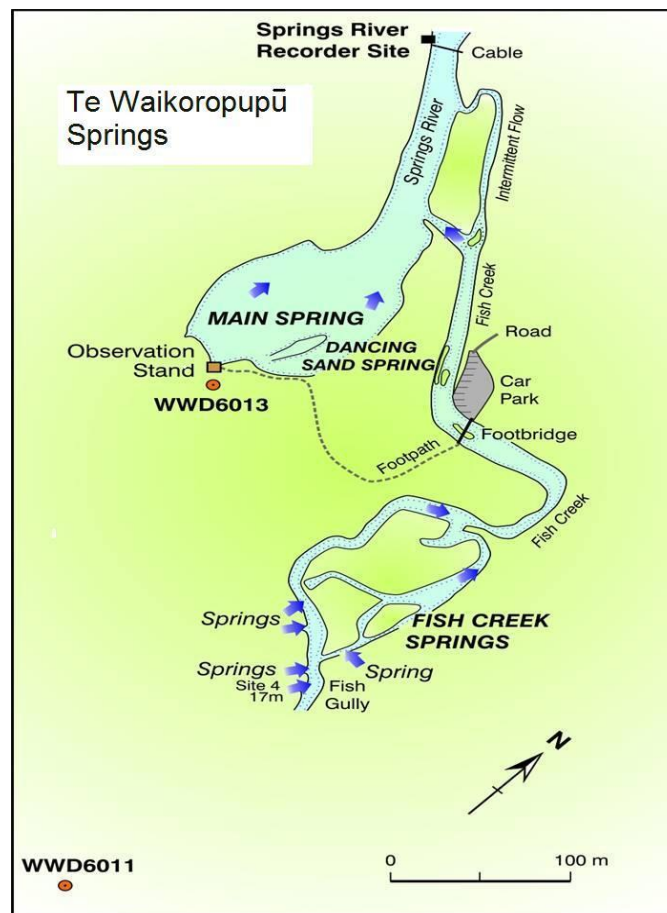 Springs River
Recorder Site
Cable
Te Waikoropupū
Springs
Springs River
Intermittent Flow
MAIN SPRING
Fish Creek
DANCING
SAND SPRING
Observation
Stand
WWD6013
Road
Car
Park
Footbridge
Footpath
Fish Creek
FISH CREEK
SPRINGS
Springs
Springs
Site 4
17m
Fish
Gully
Spring
N
WWD6011
0
100 m